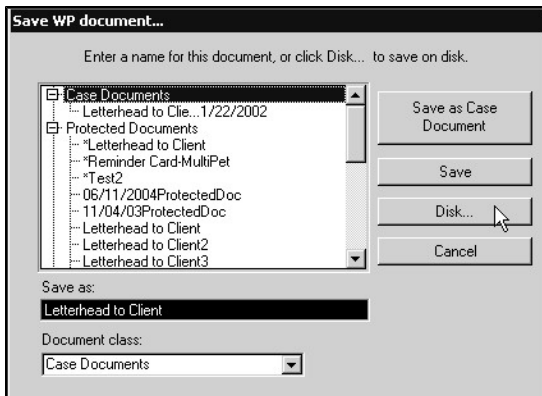 Save WP document...
Enter a name for this document, or click Disk... to save on disk.
Case Documents
Letterhead to Clie...1/22/2002
Protected Documents
*Letterhead to Client
*Reminder Card-MultiPet
*Test2
06/11/2004ProtectedDoc
11/04/03ProtectedDoc
Letterhead to Client
Letterhead to Client2
Letterhead to Client3
Save as Case
Document
Save
Disk...
Cancel
Save as:
Letterhead to Client
Document class:
Case Documents